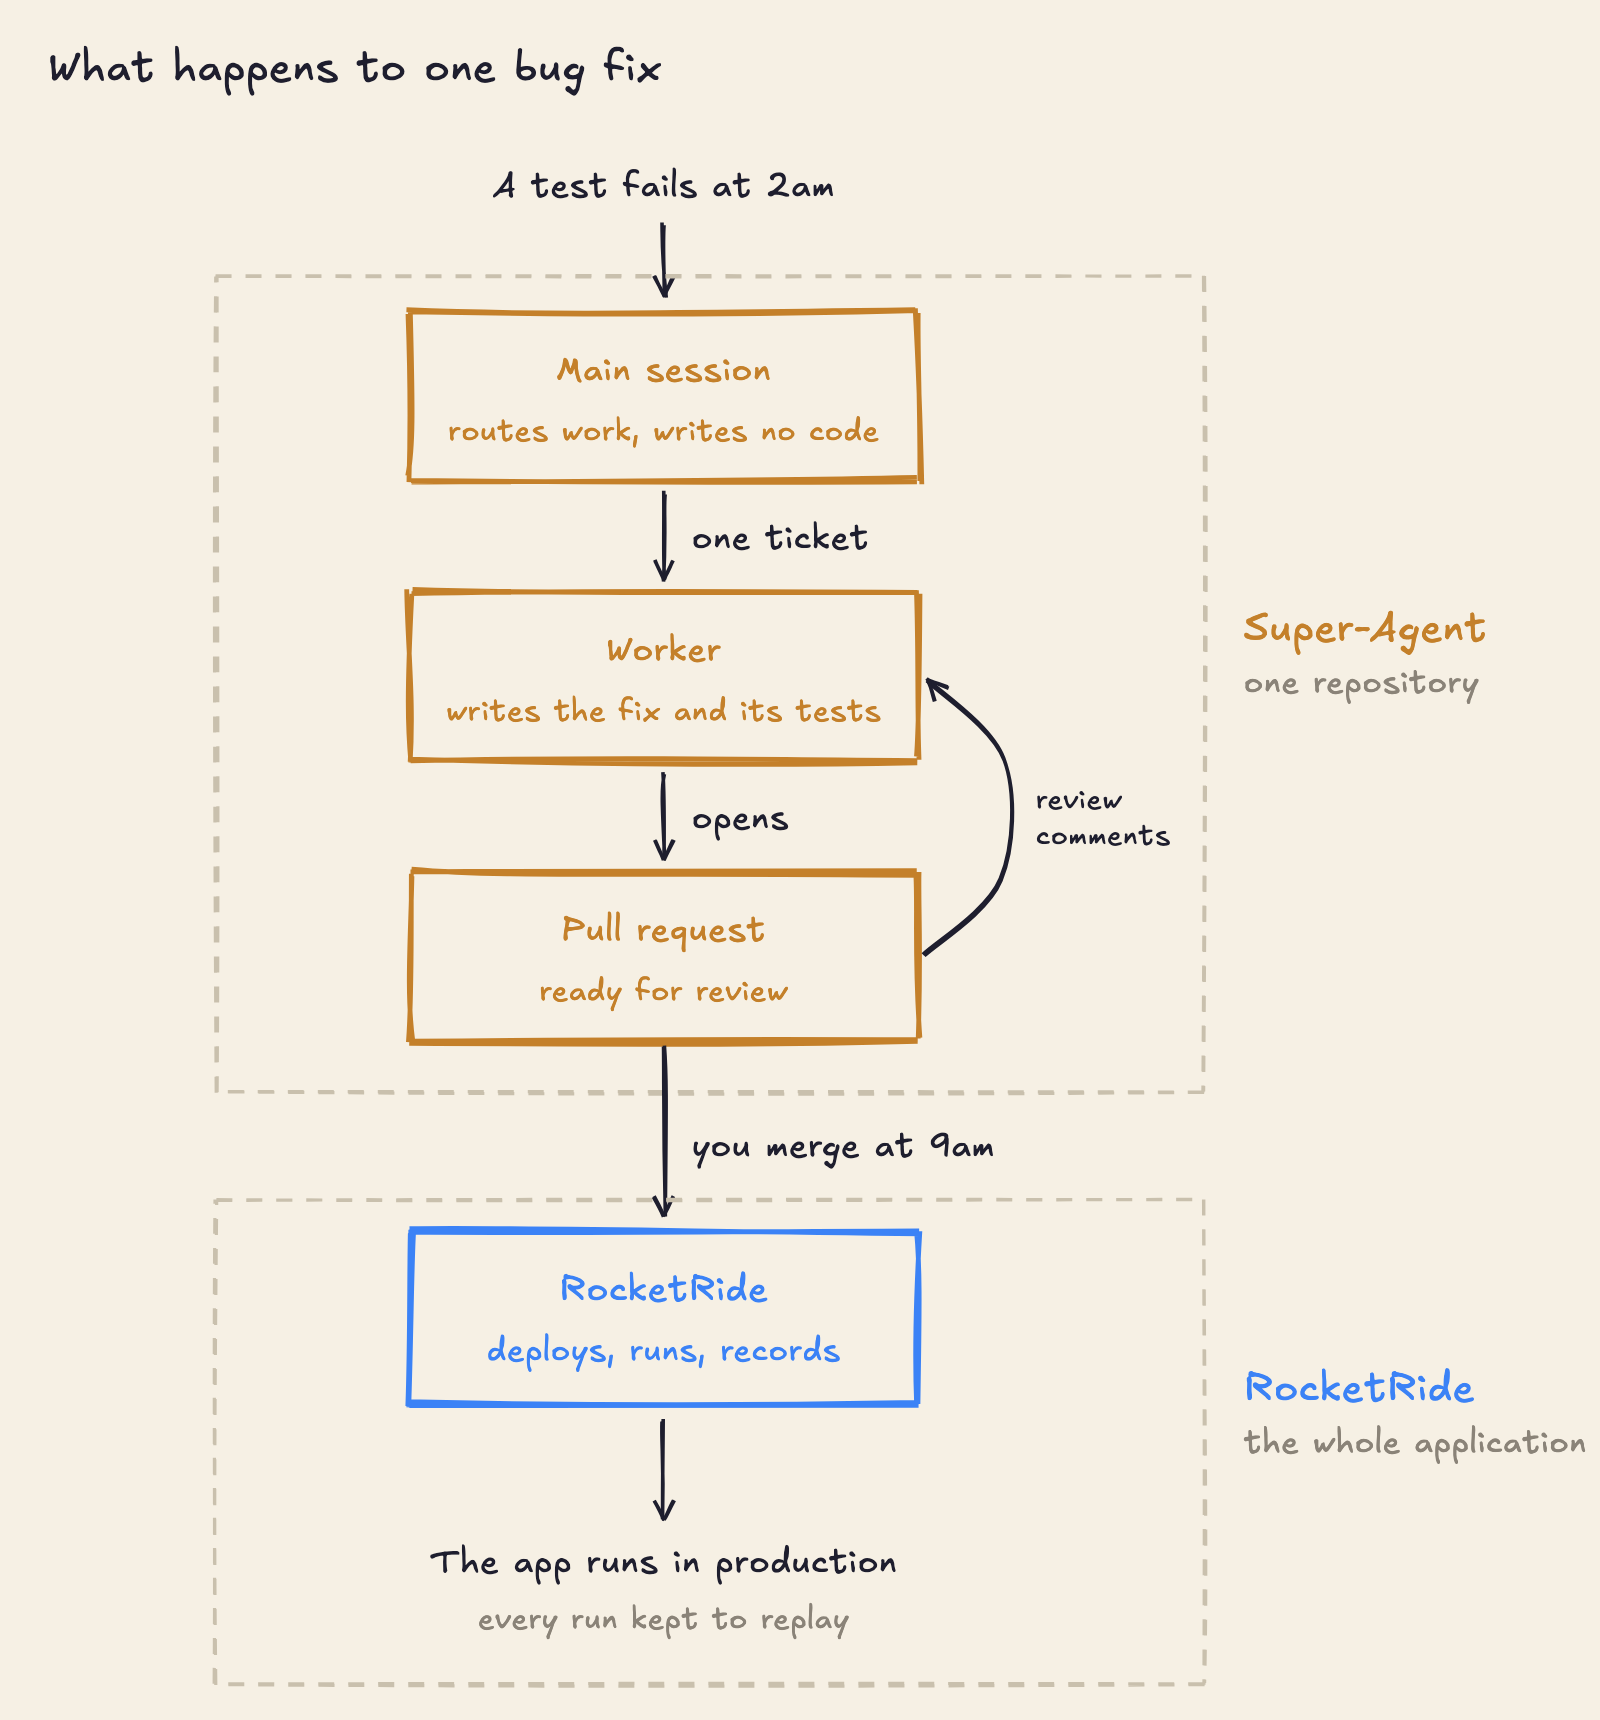 What happens to one bug fix
A test fails at 2am
Main session
routes work, writes no code
one ticket
Worker
writes the fix and its tests
Super-Agent
one repository
opens
review
comments
Pull request
ready for review
you merge at 9am
RocketRide
deploys, runs, records
RocketRide
the whole application
The app runs in production
every run kept to replay